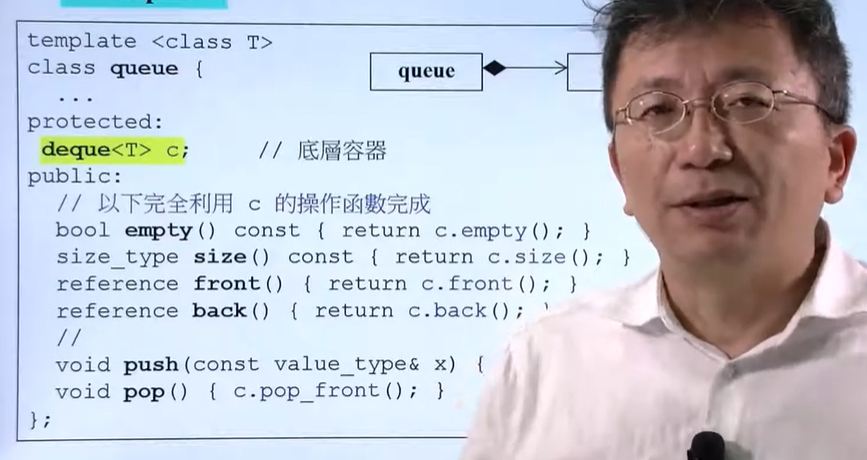 template <class T>
class queue {
...
protected:
deque<T> c; // 底層容器
public:
// 以下完全利用 c 的操作函數完成
bool empty() const { return c.empty(); }
size_type size() const { return c.size(); }
reference front() { return c.front(); }
reference back() { return c.back();
//
void push(const value_type& x) {
void pop() { c.pop_front(); }
};
queue